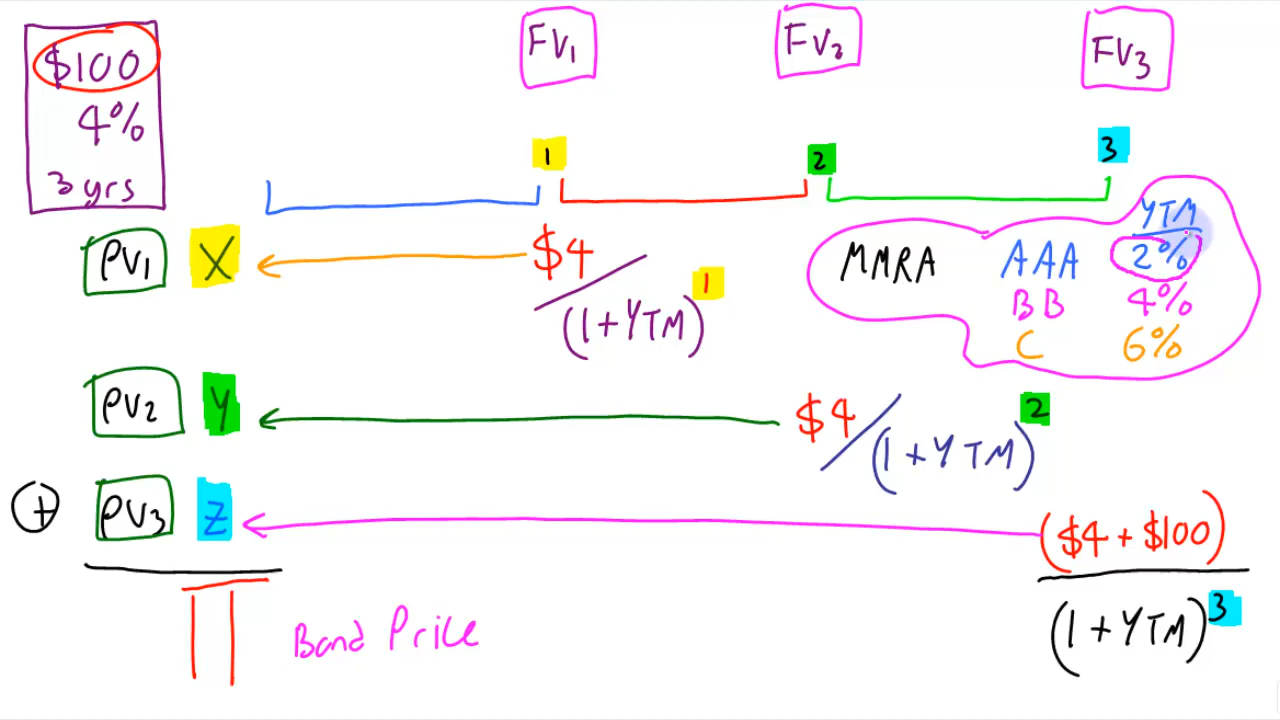 $100
4%
3 yrs
FV1 FV2 FV3
1 2 3
PV1 X $4/(1+YTM)1
YTM
MMRA AAA 2%
BB 4%
C 6%
PV2 Y $4/(1+YTM)2
+ PV3 Z ($4+$100)
(1+YTM)3
Bond Price